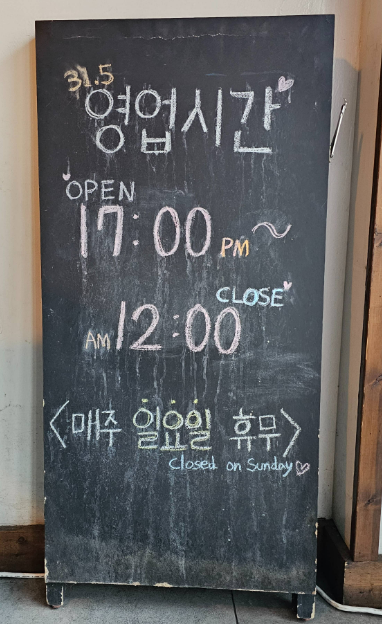 31.5
영업시간
OPEN
17:00 PM ~
CLOSE
AM 12:00
<매주 일요일 휴무>
Closed on Sunday